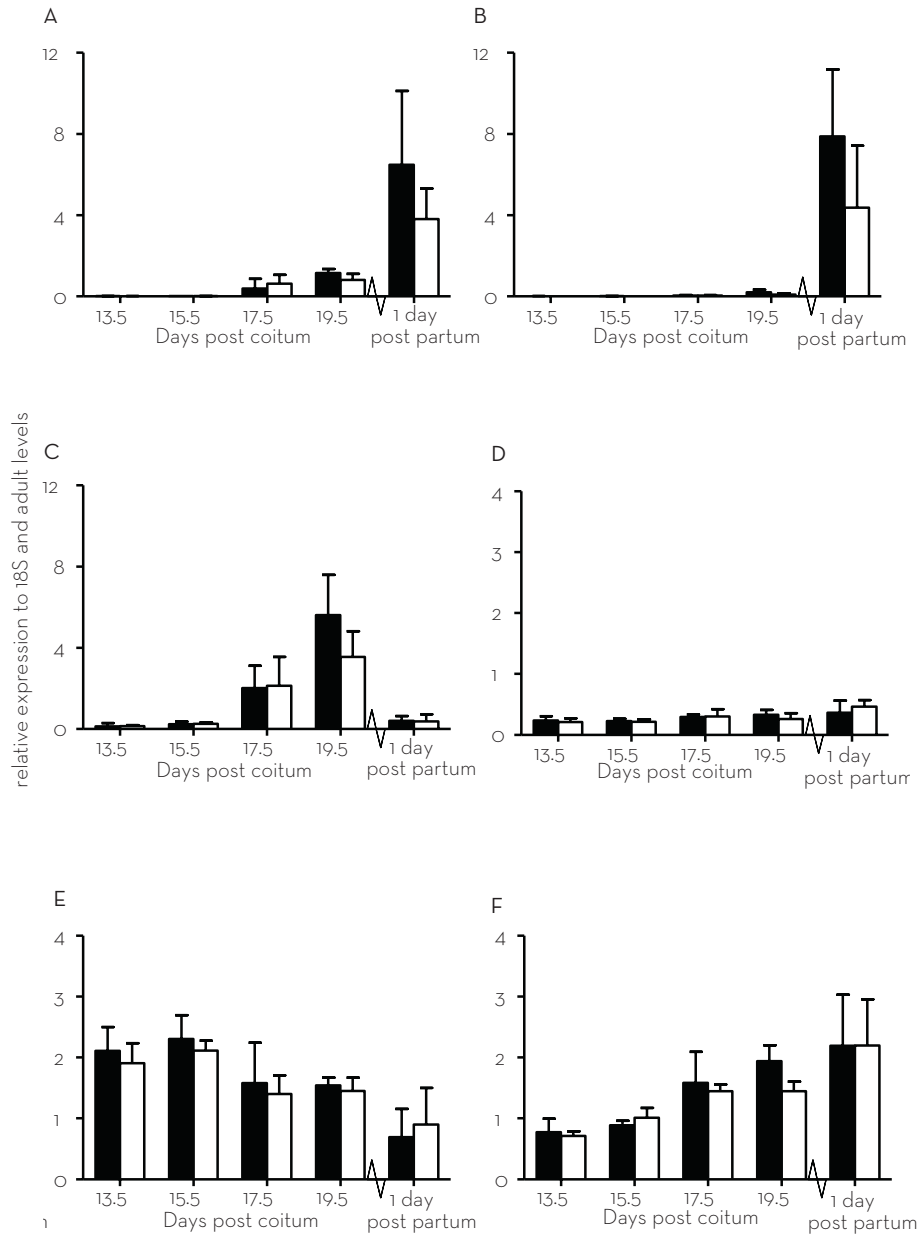 A
12
8
4
0
13.5 15.5 17.5 19.5 1 day
Days post coitum post partum
B
12
8
4
0
13.5 15.5 17.5 19.5 1 day
Days post coitum post partum
relative expression to 18S and adult levels
C
12
8
4
0
13.5 15.5 17.5 19.5 1 day
Days post coitum post partum
D
4
3
2
1
0
13.5 15.5 17.5 19.5 1 day
Days post coitum post partum
E
4
3
2
1
0
13.5 15.5 17.5 19.5 1 day
Days post coitum post partum
F
4
3
2
1
0
13.5 15.5 17.5 19.5 1 day
Days post coitum post partum